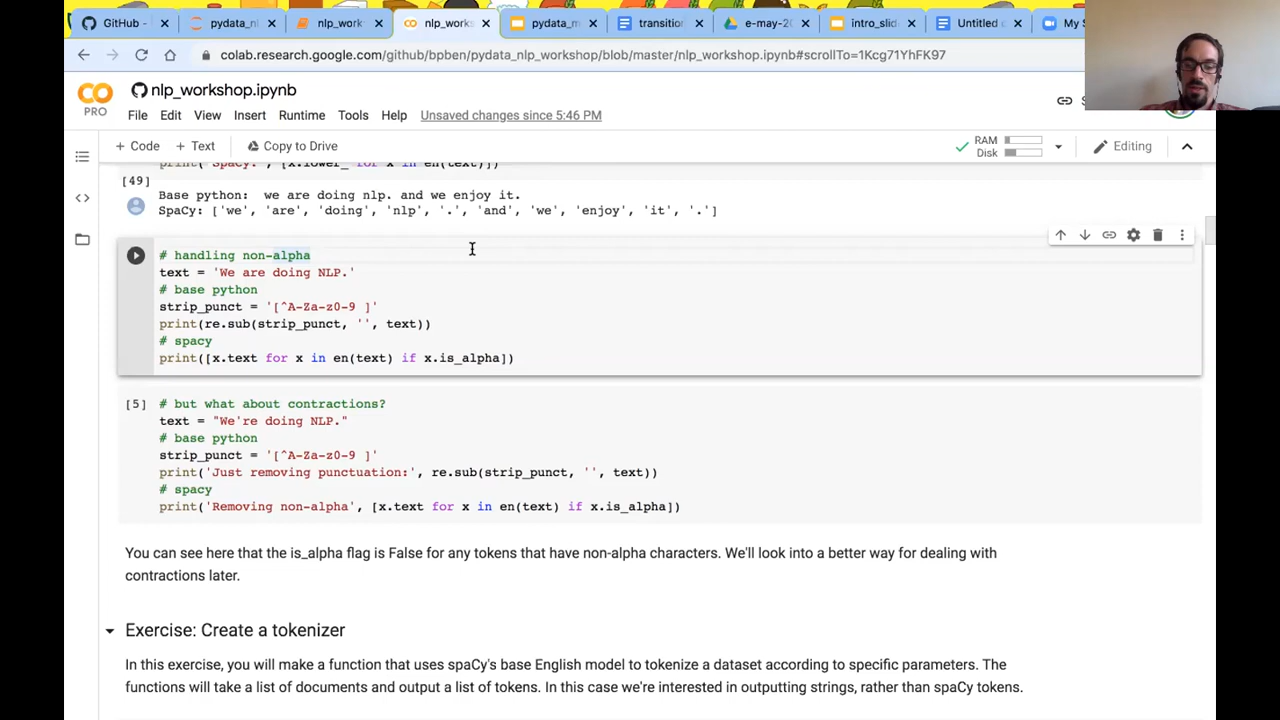 GitHub -
pydata_nl
nlp_work
nlp_work
pydata_m
transition
e-may-20
intro_slid
Untitled
My S
colab.research.google.com/github/bpben/pydata_nlp_workshop/blob/master/nlp_workshop.ipynb#scrollTo=1Kcg71YhFK97
nlp_workshop.ipynb
PRO
File Edit View Insert Runtime Tools Help Unsaved changes since 5:46 PM
+ Code + Text Copy to Drive
RAM
Disk
Editing
print('Spacy:', [x.lower_ for x in en(text)])
[49]
Base python:  we are doing nlp. and we enjoy it.
SpaCy: ['we', 'are', 'doing', 'nlp', '.', 'and', 'we', 'enjoy', 'it', '.']
# handling non-alpha
text = 'We are doing NLP.'
# base python
strip_punct = '[^A-Za-z0-9 ]'
print(re.sub(strip_punct, '', text))
# spacy
print([x.text for x in en(text) if x.is_alpha])
[5] # but what about contractions?
text = "We're doing NLP."
# base python
strip_punct = '[^A-Za-z0-9 ]'
print('Just removing punctuation:', re.sub(strip_punct, '', text))
# spacy
print('Removing non-alpha', [x.text for x in en(text) if x.is_alpha])
You can see here that the is_alpha flag is False for any tokens that have non-alpha characters. We'll look into a better way for dealing with
contractions later.
Exercise: Create a tokenizer
In this exercise, you will make a function that uses spaCy's base English model to tokenize a dataset according to specific parameters. The
functions will take a list of documents and output a list of tokens. In this case we're interested in outputting strings, rather than spaCy tokens.